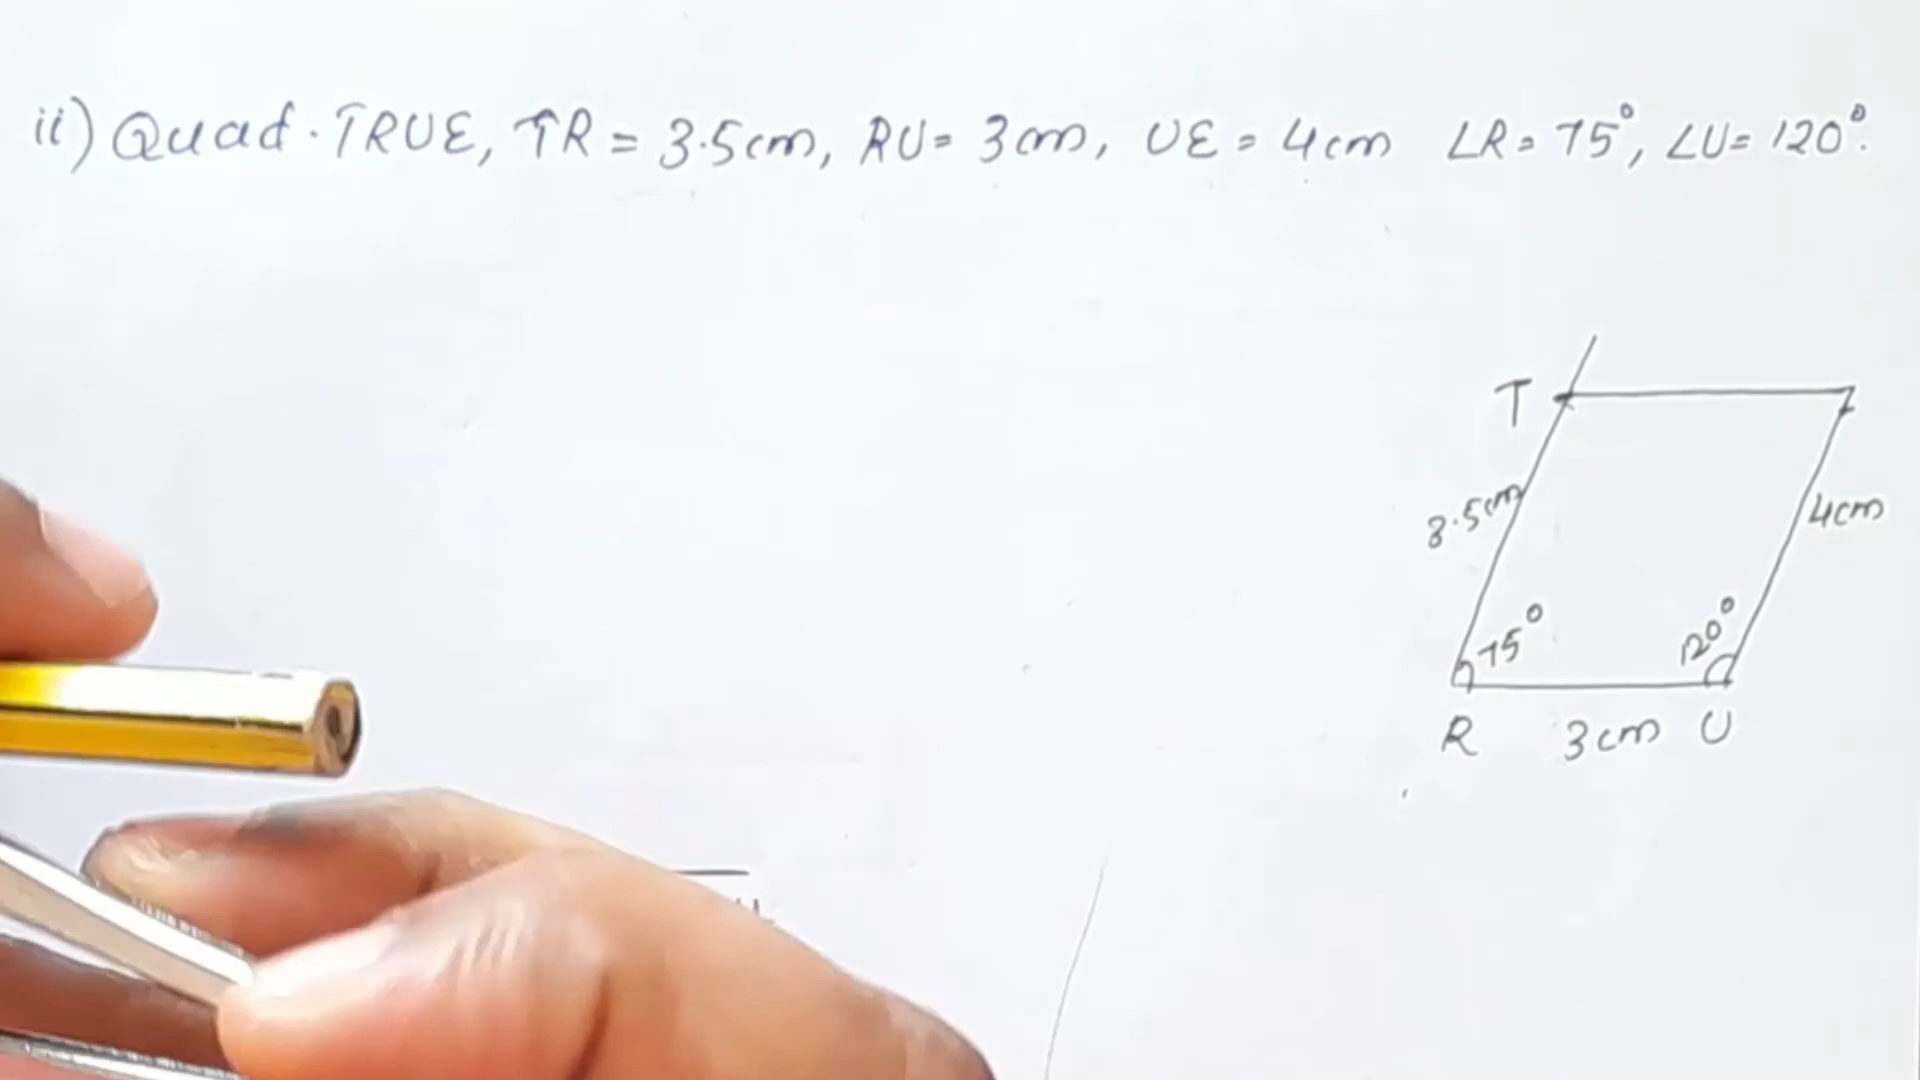 ii) Quad. TRUE, TR = 3.5cm, RU = 3cm, UE = 4cm ∠R = 75°, ∠U = 120°.
T
3.5cm
4cm
75°
120°
R 3cm U